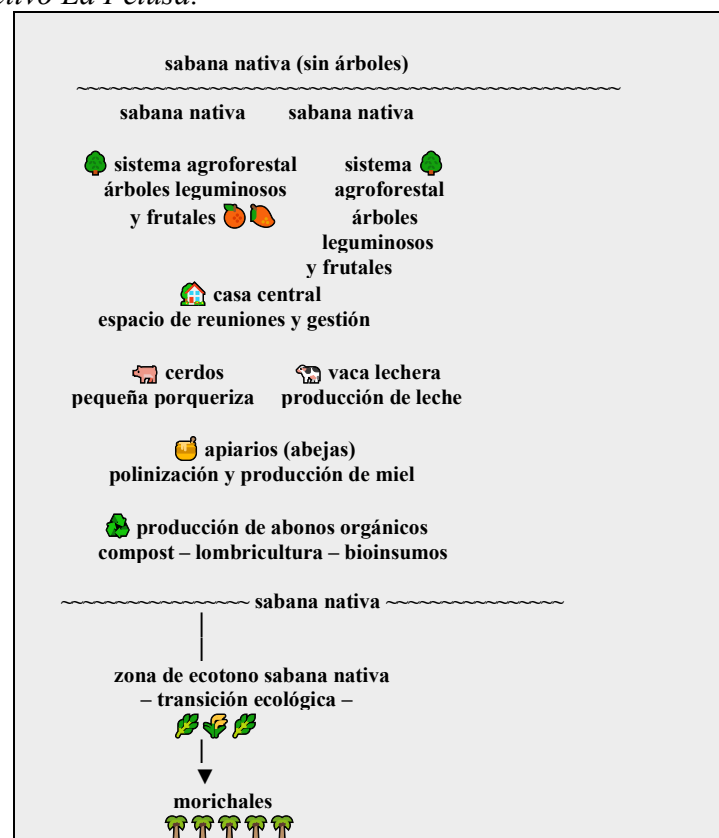 La Pelusa.
sabana nativa (sin árboles)
~~~~~~~~~~~~~~~~~~~~~~~~~~~~~~~~~~~~~~~~~~~~~~~~
sabana nativa sabana nativa
sistema agroforestal sistema
árboles leguminosos agroforestal
y frutales árboles
leguminosos
y frutales
casa central
espacio de reuniones y gestión
cerdos vaca lechera
pequeña porqueriza producción de leche
apiarios (abejas)
polinización y producción de miel
producción de abonos orgánicos
compost – lombricultura – bioinsumos
~~~~~~~~~~~~~~~~~ sabana nativa ~~~~~~~~~~~~~~~~
zona de ecotono sabana nativa
– transición ecológica –
morichales